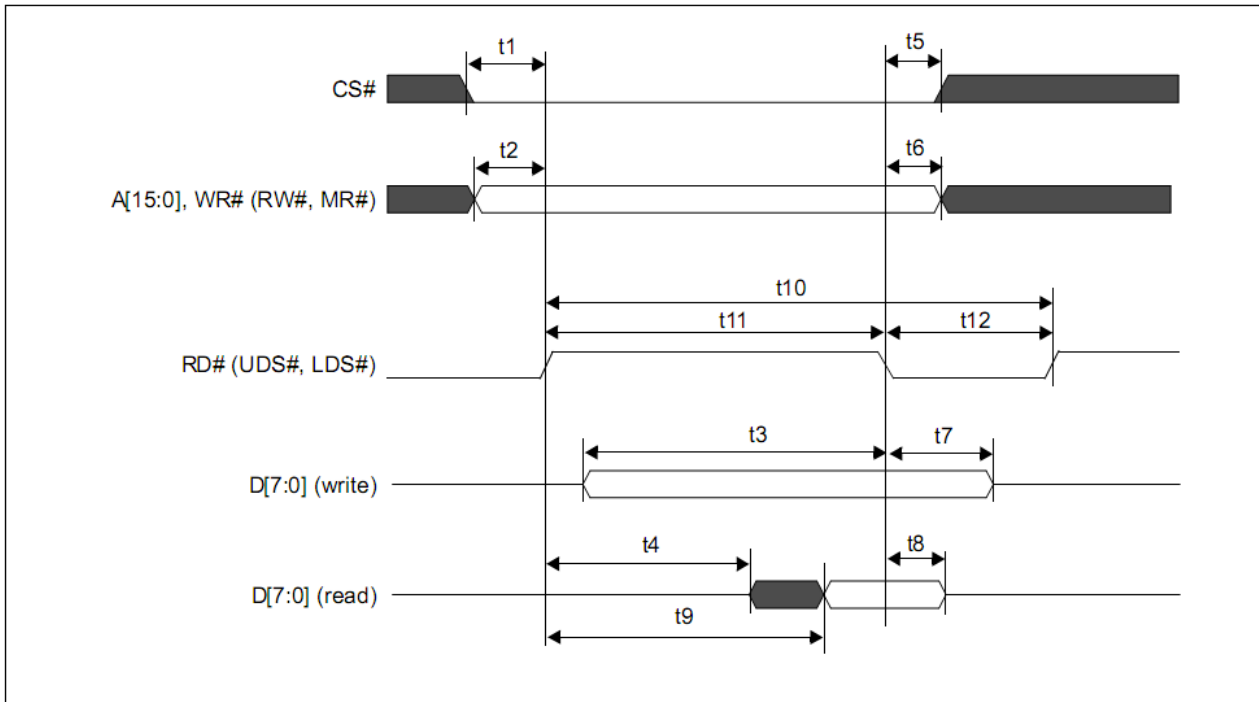 t1
t5
CS#
t2
t6
A[15:0], WR# (RW#, MR#)
t10
t11
t12
RD# (UDS#, LDS#)
t3
t7
D[7:0] (write)
t4
t8
D[7:0] (read)
t9